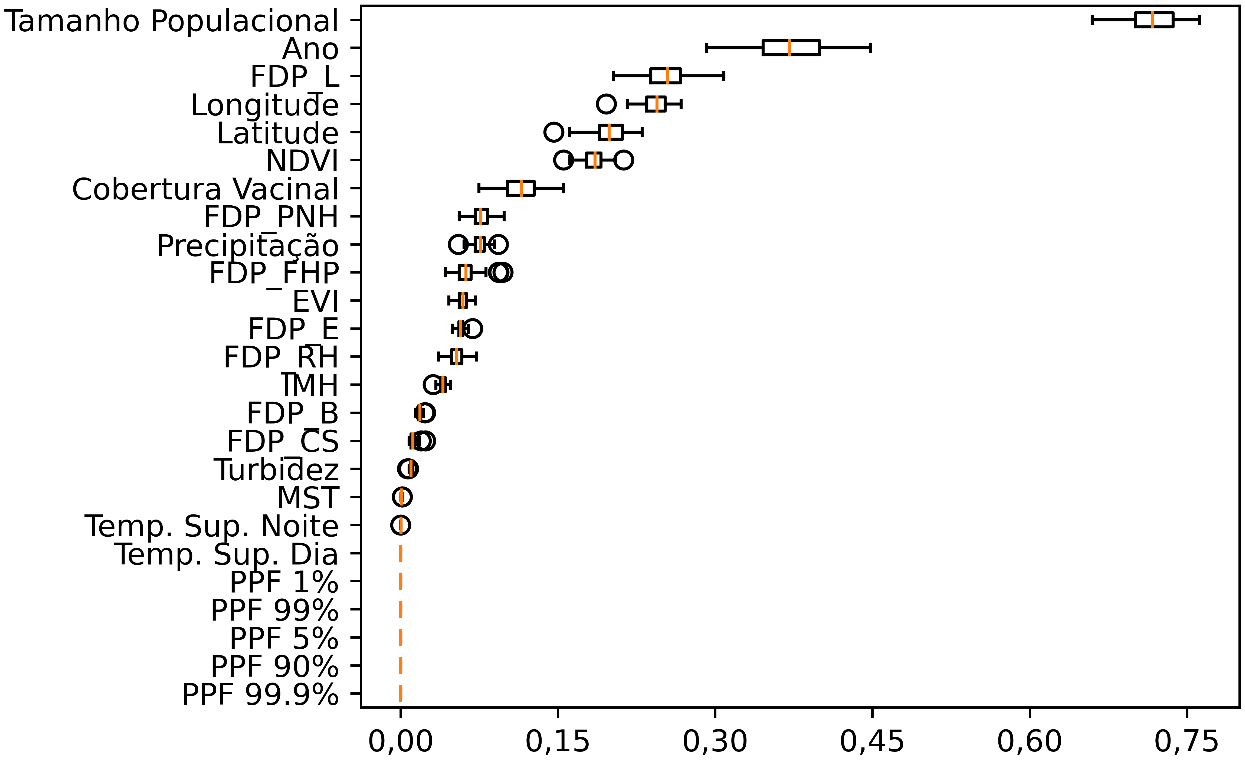 Tamanho Populacional
Ano
FDP_L
Longitude
Latitude
NDVI
Cobertura Vacinal
FDP_PNH
Precipitação
FDP_FHP
EVI
FDP_E
FDP_RH
TMH
FDP_B
FDP_CS
Turbidez
MST
Temp. Sup. Noite
Temp. Sup. Dia
PPF 1%
PPF 99%
PPF 5%
PPF 90%
PPF 99.9%
0,00 0,15 0,30 0,45 0,60 0,75